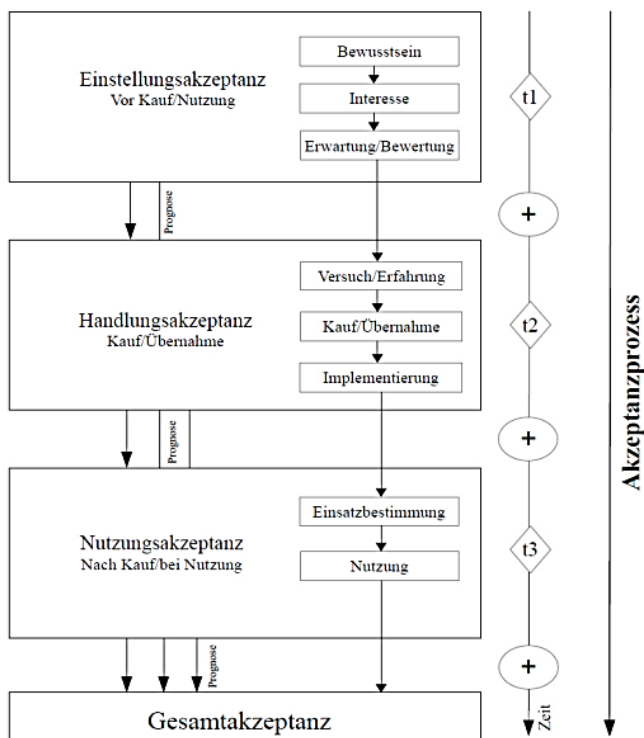 Einstellungsakzeptanz
Vor Kauf/Nutzung
Bewusstsein
Interesse
Erwartung/Bewertung
t1
Prognose
+
Handlungsakzeptanz
Kauf/Übernahme
Versuch/Erfahrung
Kauf/Übernahme
Implementierung
t2
Prognose
+
Nutzungsakzeptanz
Nach Kauf/bei Nutzung
Einsatzbestimmung
Nutzung
t3
Prognose
+
Gesamtakzeptanz
Zeit
Akzeptanzprozess